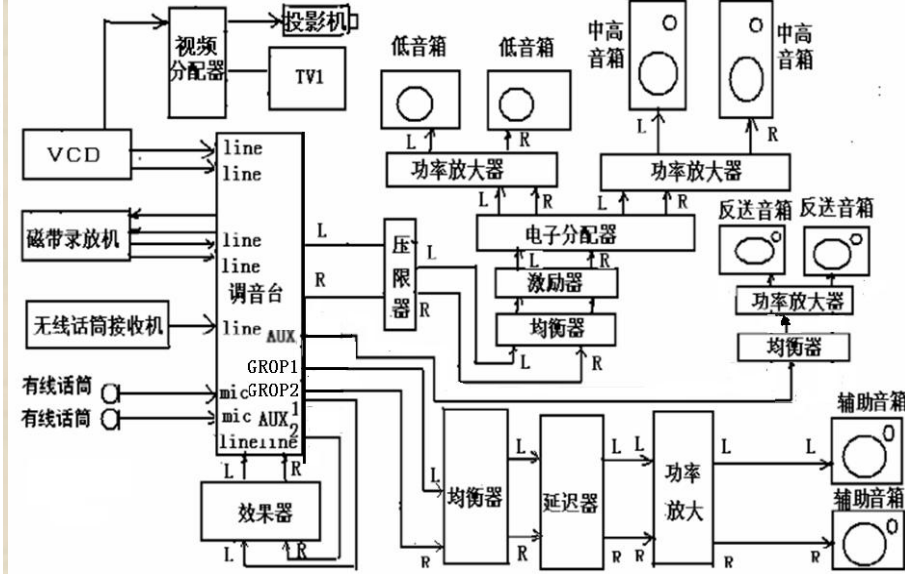 投影机
视频
分配器
TV1
VCD
磁带录放机
无线话筒接收机
有线话筒
有线话筒
line
line
line
line
调音台
line
AUX
GROP1
mic
GROP2
mic
AUX
1
2
line
line
L
R
效果器
L
R
L
R
压
限
器
L
R
低音箱
低音箱
L
R
功率放大器
L
R
中高
音箱
中高
音箱
L
R
功率放大器
L
R
电子分配器
L
R
激励器
均衡器
L
R
反送音箱
反送音箱
功率放大器
均衡器
L
R
均衡器
L
R
L
R
延迟器
L
R
L
R
功率
放大
L
R
L
R
辅助音箱
辅助音箱